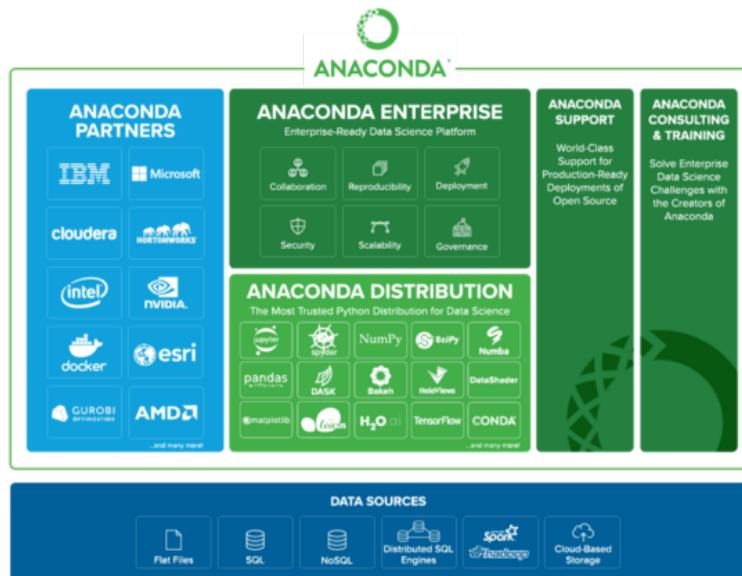 ANACONDA
ANACONDA
PARTNERS
IBM
Microsoft
cloudera
HORTONWORKS
intel
NVIDIA.
docker
esri
GUROBI
OPTIMIZATION
AMD
...and many more!
ANACONDA ENTERPRISE
Enterprise-Ready Data Science Platform
Collaboration
Reproducibility
Deployment
Security
Scalability
Governance
ANACONDA DISTRIBUTION
The Most Trusted Python Distribution for Data Science
jupyter
spyder
NumPy
SciPy
Numba
pandas
DASK
Bokeh
HoloViews
DataShader
matplotlib
learn
H2O.ai
TensorFlow
CONDA
...and many more!
ANACONDA
SUPPORT
World-Class
Support for
Production-Ready
Deployments of
Open Source
ANACONDA
CONSULTING
& TRAINING
Solve Enterprise
Data Science
Challenges with
the Creators of
Anaconda
DATA SOURCES
Flat Files
SQL
NoSQL
Distributed SQL
Engines
Spark
hadoop
Cloud-Based
Storage